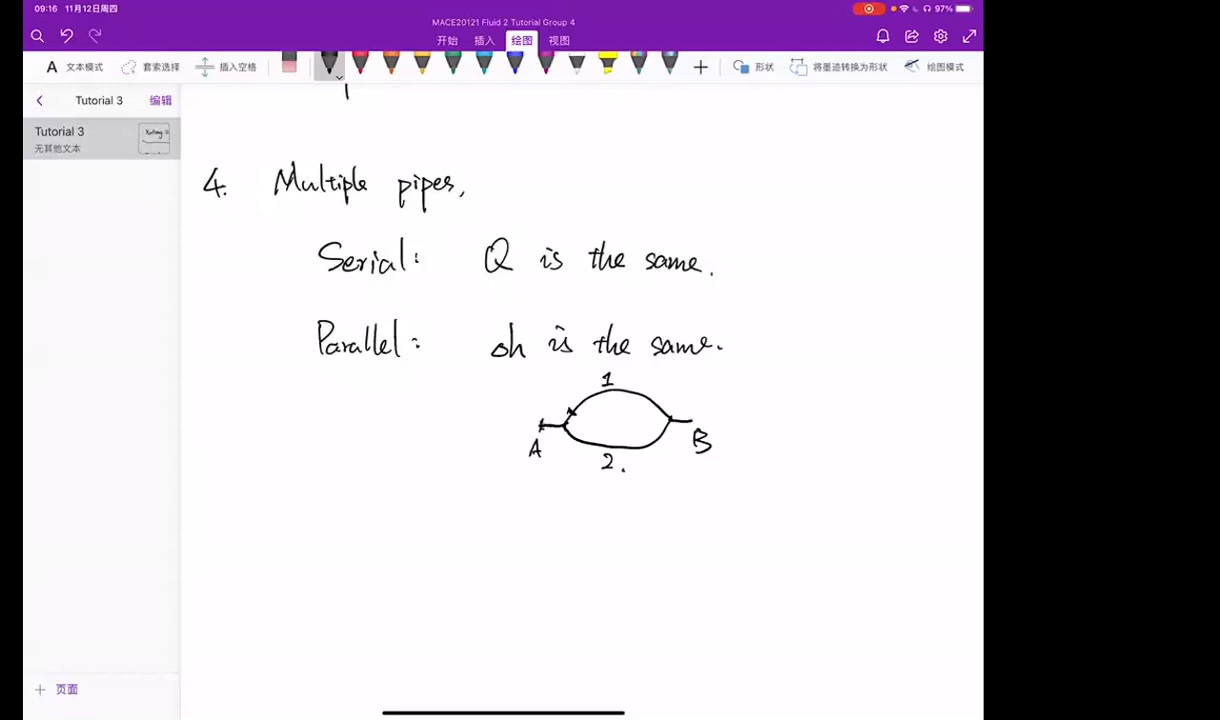 09:16 11月12日周四
97%
MACE20121 Fluid 2 Tutorial Group 4
开始 插入 绘图 视图
A 文本模式 套索选择 插入空格 形状 将墨迹转换为形状 绘图模式
Tutorial 3 编辑
Tutorial 3
无其他文本
4. Multiple pipes,
Serial: Q is the same.
Parallel: oh is the same.
1
A B
2.
+ 页面